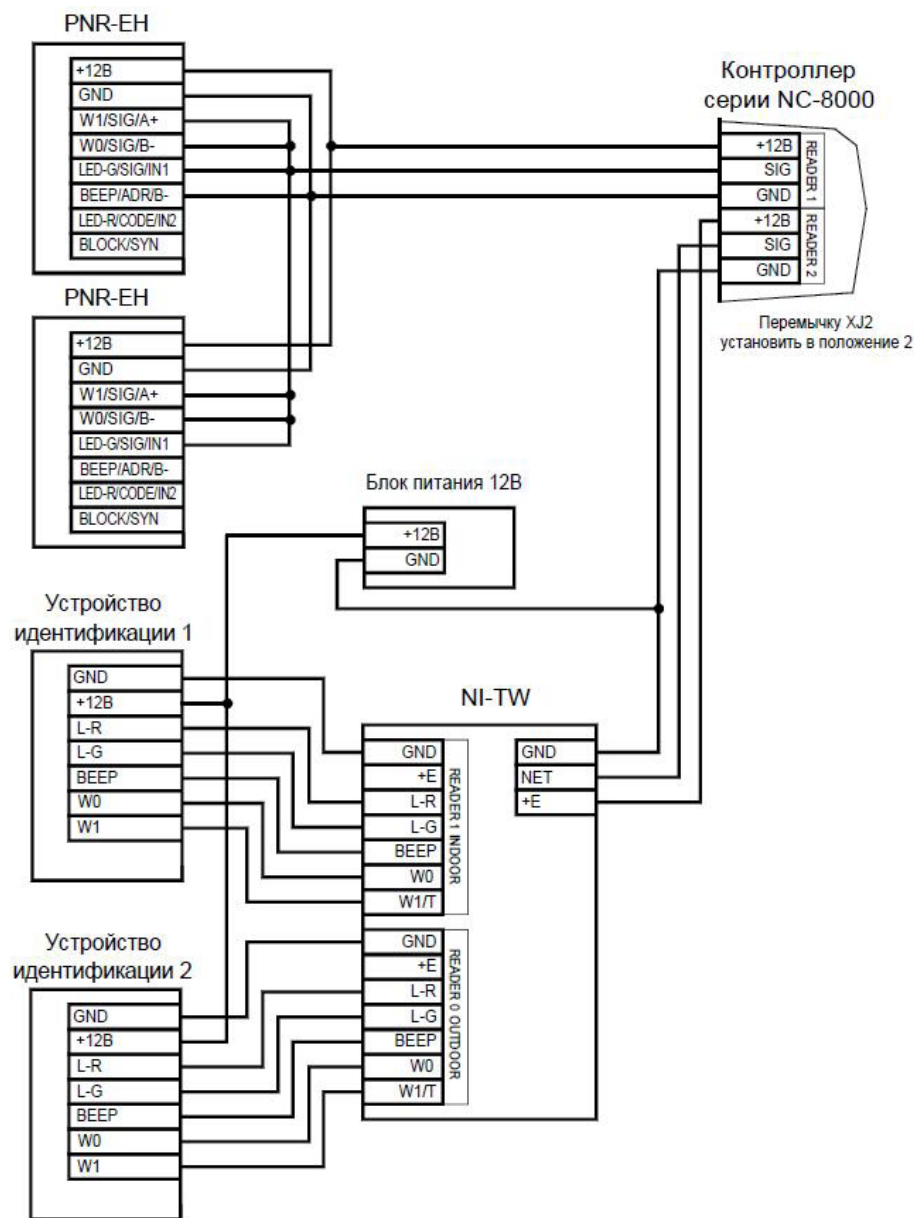 PNR-EH
+12В
GND
W1/SIG/A+
W0/SIG/B-
LED-G/SIG/IN1
BEEP/ADR/B-
LED-R/CODE/IN2
BLOCK/SYN
Контроллер
серии NC-8000
+12В
SIG
GND
READER 1
+12В
SIG
GND
READER 2
Перемычку XJ2
установить в положение 2
PNR-EH
+12В
GND
W1/SIG/A+
W0/SIG/B-
LED-G/SIG/IN1
BEEP/ADR/B-
LED-R/CODE/IN2
BLOCK/SYN
Блок питания 12В
+12В
GND
Устройство
идентификации 1
GND
+12В
L-R
L-G
BEEP
W0
W1
NI-TW
GND
+E
L-R
L-G
BEEP
W0
W1/T
READER 1 INDOOR
GND
NET
+E
GND
+E
L-R
L-G
BEEP
W0
W1/T
READER 0 OUTDOOR
Устройство
идентификации 2
GND
+12В
L-R
L-G
BEEP
W0
W1